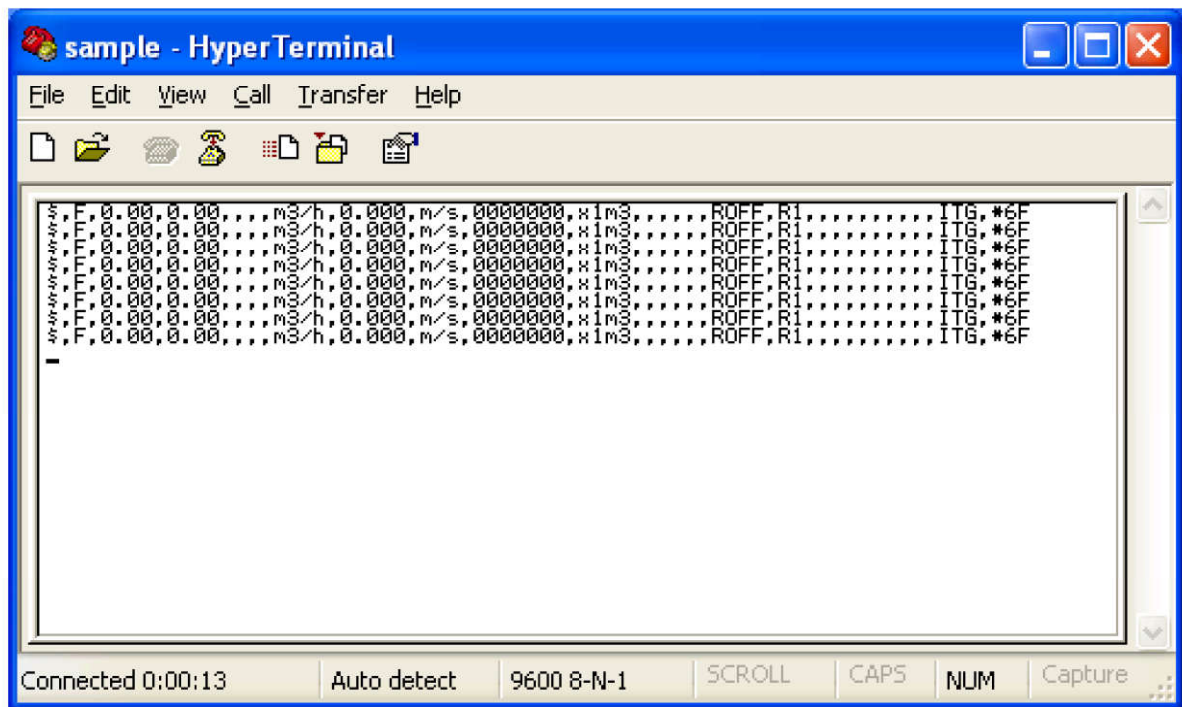 sample - HyperTerminal
File Edit View Call Transfer Help
$,F,0.00,0.00,,,,m3/h,0.000,m/s,0000000,x1m3,,,,,,ROFF,R1,,,,,,,,,,ITG,*6F
$,F,0.00,0.00,,,,m3/h,0.000,m/s,0000000,x1m3,,,,,,ROFF,R1,,,,,,,,,,ITG,*6F
$,F,0.00,0.00,,,,m3/h,0.000,m/s,0000000,x1m3,,,,,,ROFF,R1,,,,,,,,,,ITG,*6F
$,F,0.00,0.00,,,,m3/h,0.000,m/s,0000000,x1m3,,,,,,ROFF,R1,,,,,,,,,,ITG,*6F
$,F,0.00,0.00,,,,m3/h,0.000,m/s,0000000,x1m3,,,,,,ROFF,R1,,,,,,,,,,ITG,*6F
$,F,0.00,0.00,,,,m3/h,0.000,m/s,0000000,x1m3,,,,,,ROFF,R1,,,,,,,,,,ITG,*6F
$,F,0.00,0.00,,,,m3/h,0.000,m/s,0000000,x1m3,,,,,,ROFF,R1,,,,,,,,,,ITG,*6F
$,F,0.00,0.00,,,,m3/h,0.000,m/s,0000000,x1m3,,,,,,ROFF,R1,,,,,,,,,,ITG,*6F
Connected 0:00:13 Auto detect 9600 8-N-1 SCROLL CAPS NUM Capture